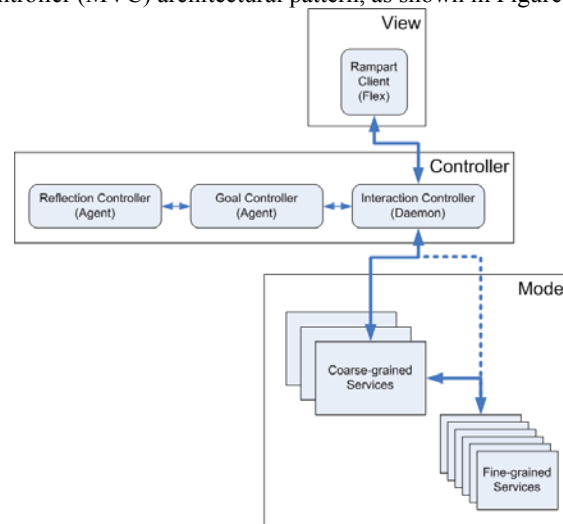 ntroller (MVC) architectural pattern, as shown in Figure
View
Rampart
Client
(Flex)
Controller
Reflection Controller
(Agent)
Goal Controller
(Agent)
Interaction Controller
(Daemon)
Mode
Coarse-grained
Services
Fine-grained
Services